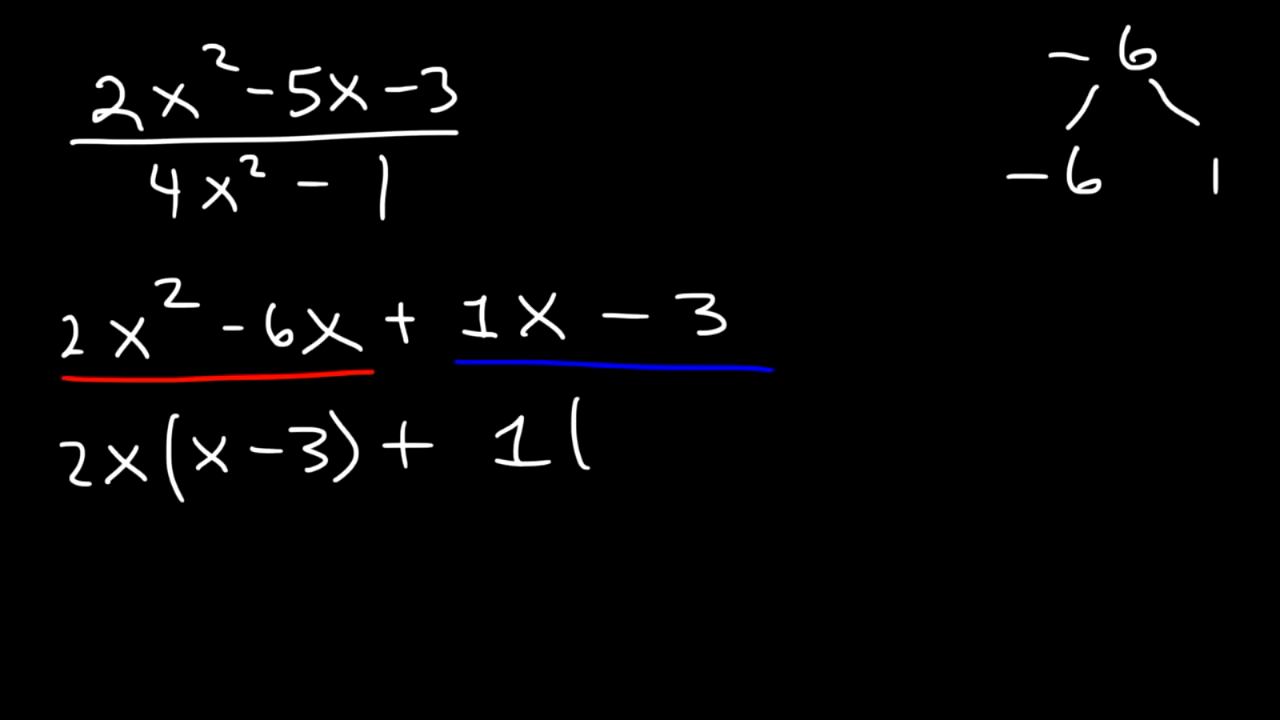 2x² - 5x - 3
4x² - 1
- 6
- 6 1
2x² - 6x + 1x - 3
2x(x - 3) + 1(